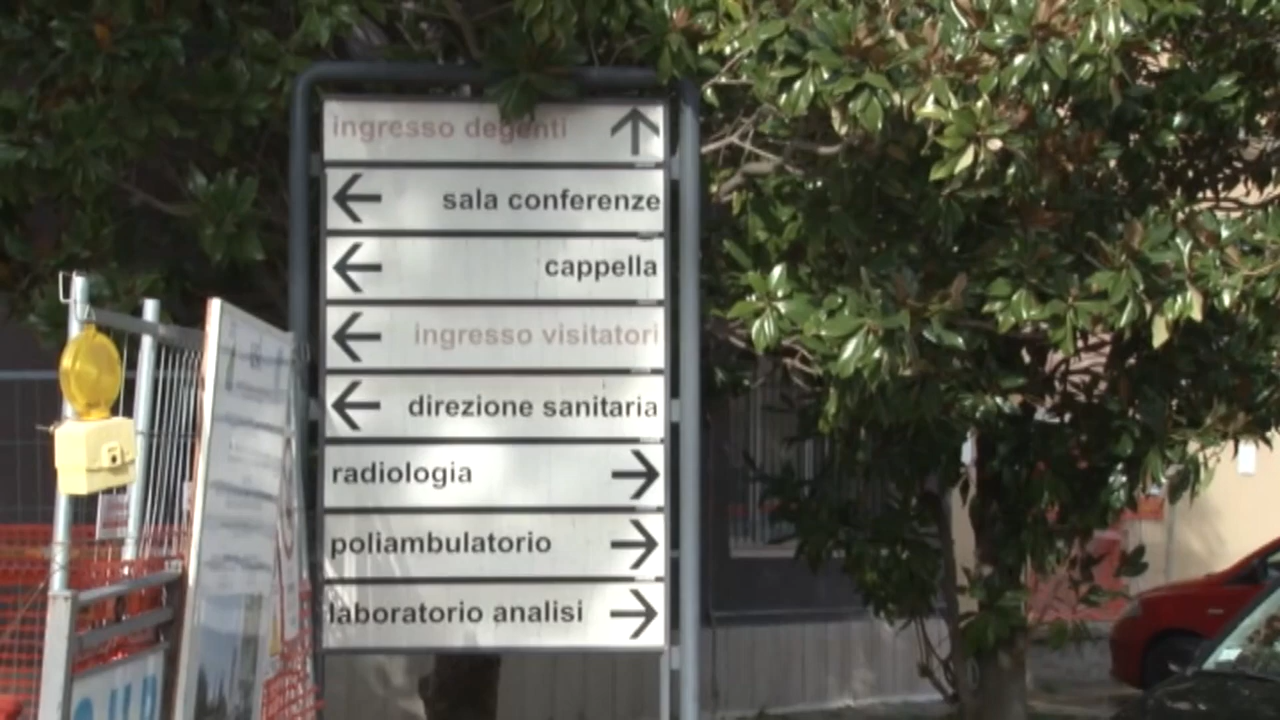 ingresso degenti
sala conferenze
cappella
ingresso visitatori
direzione sanitaria
radiologia
poliambulatorio
laboratorio analisi